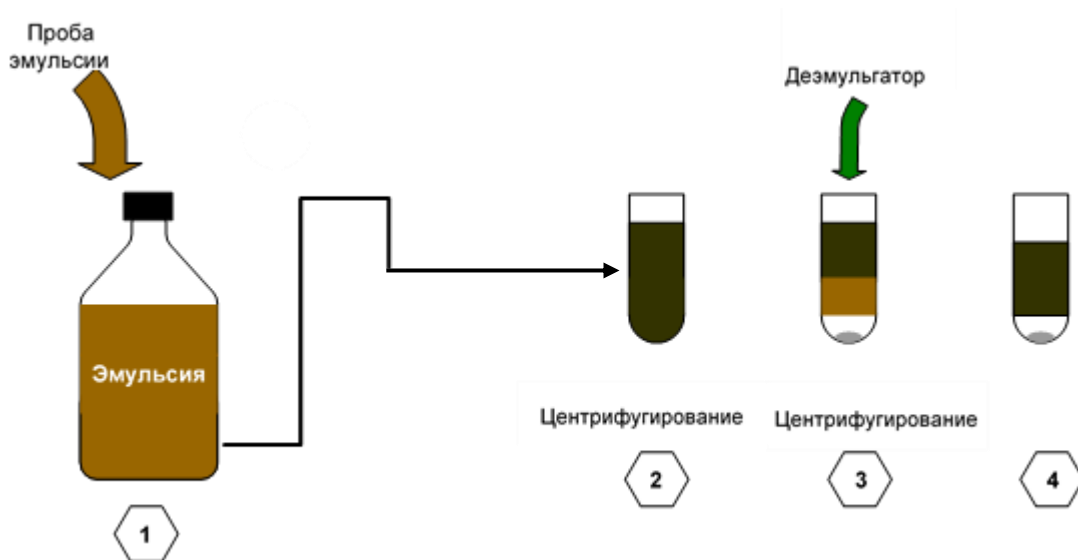 Проба
эмульсии
Деэмульгатор
Эмульсия
Центрифугирование
Центрифугирование
2
3
4
1